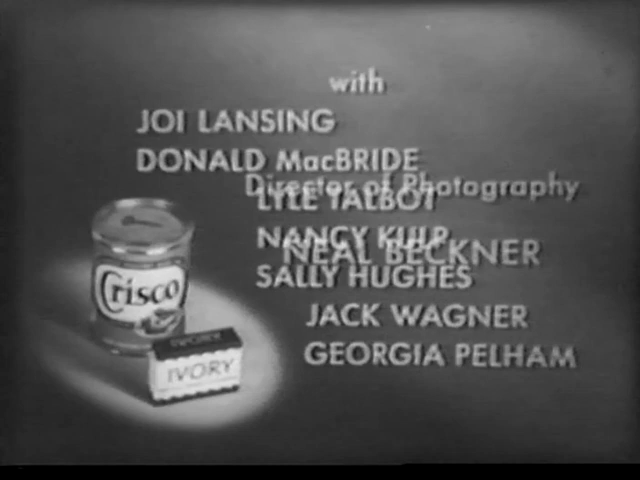 with
JOI LANSING
DONALD MacBRIDE
Director of Photography
LYLE TALBOT
NANCY KULP
NEAL BECKNER
SALLY HUGHES
JACK WAGNER
GEORGIA PELHAM
Crisco
IVORY
IVORY